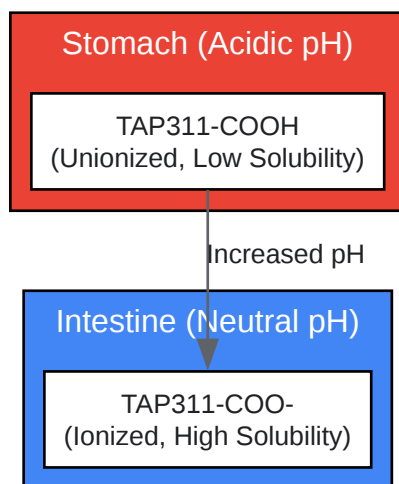 Stomach (Acidic pH)
TAP311-COOH
(Unionized, Low Solubility)
Increased pH
Intestine (Neutral pH)
TAP311-COO-
(Ionized, High Solubility)